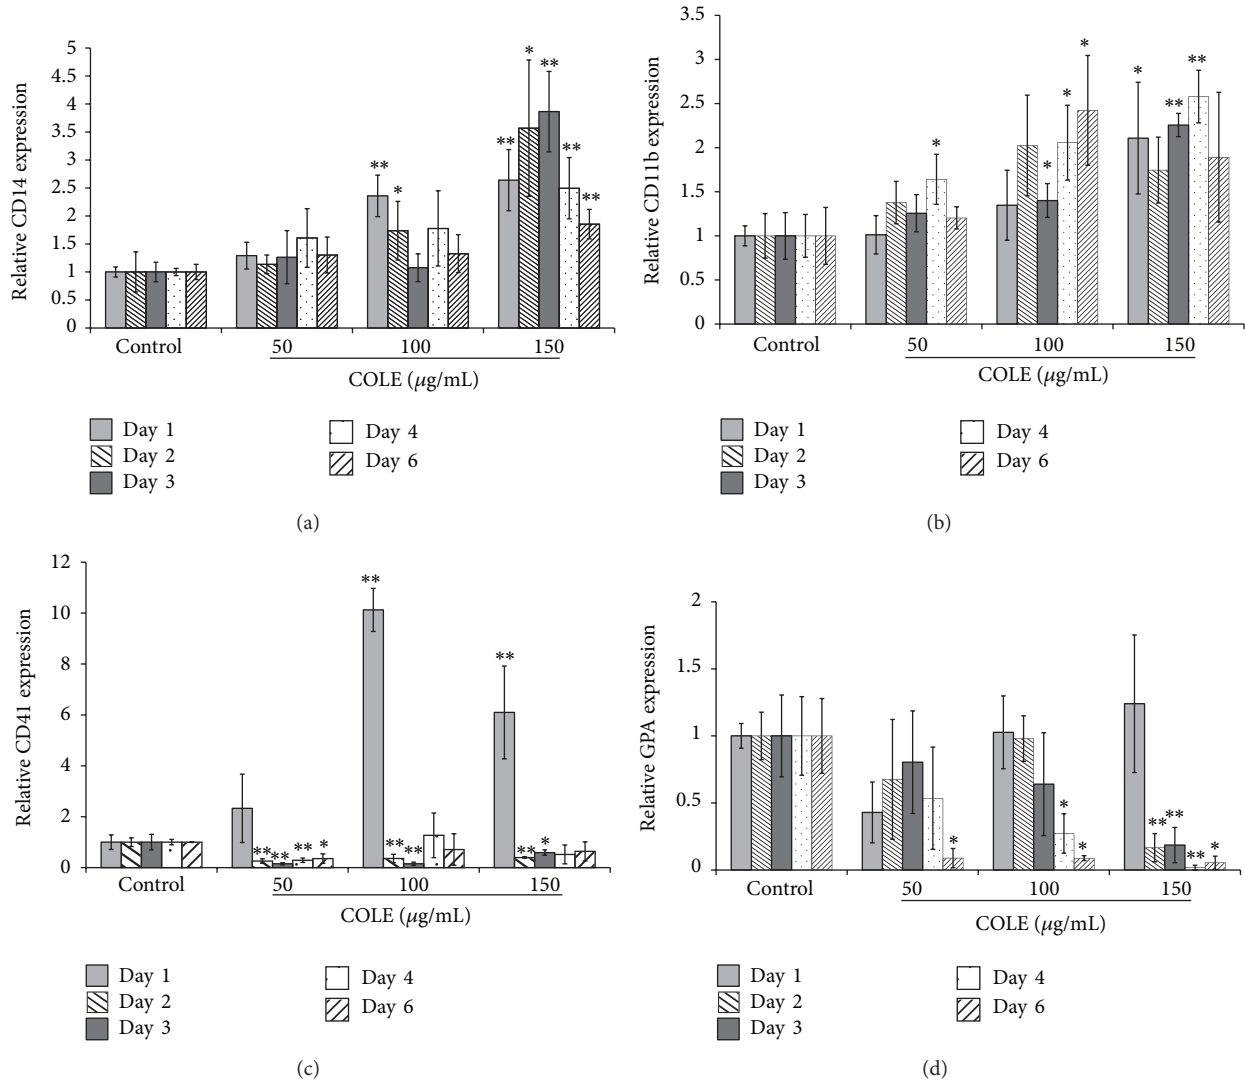 Relative CD14 expression
5
4.5
4
3.5
3
2.5
2
1.5
1
0.5
0
** * * ** ** ** **
Control 50 100 150
COLE (μg/mL)
Day 1
Day 2
Day 3
Day 4
Day 6
(a)
Relative CD11b expression
3.5
3
2.5
2
1.5
1
0.5
0
* * * * * ** **
Control 50 100 150
COLE (μg/mL)
Day 1
Day 2
Day 3
Day 4
Day 6
(b)
Relative CD41 expression
12
10
8
6
4
2
0
** ** ** * ** ** ** ** ** *
Control 50 100 150
COLE (μg/mL)
Day 1
Day 2
Day 3
Day 4
Day 6
(c)
Relative GPA expression
2
1.5
1
0.5
0
* * * ** ** ** *
Control 50 100 150
COLE (μg/mL)
Day 1
Day 2
Day 3
Day 4
Day 6
(d)